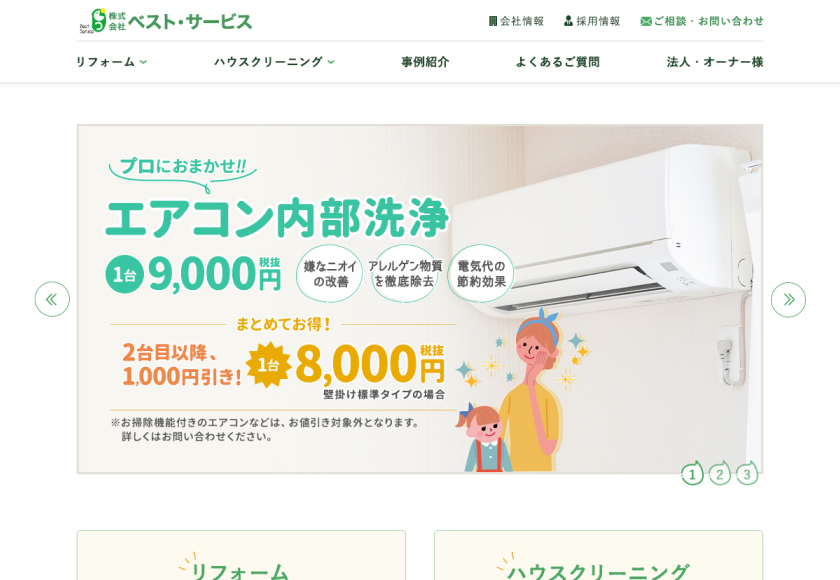 Best Service 株式会社 ベスト・サービス
会社情報 採用情報 ご相談・お問い合わせ
リフォーム ハウスクリーニング 事例紹介 よくあるご質問 法人・オーナー様
プロにおまかせ!!
エアコン内部洗浄
1台 9,000円 税抜
嫌なニオイの改善
アレルゲン物質を徹底除去
電気代の節約効果
まとめてお得！
2台目以降、
1,000円引き！
1台 8,000円 税抜
壁掛け標準タイプの場合
※お掃除機能付きのエアコンなどは、お値引き対象外となります。
詳しくはお問い合わせください。
1 2 3
リフォーム ハウスクリーニング